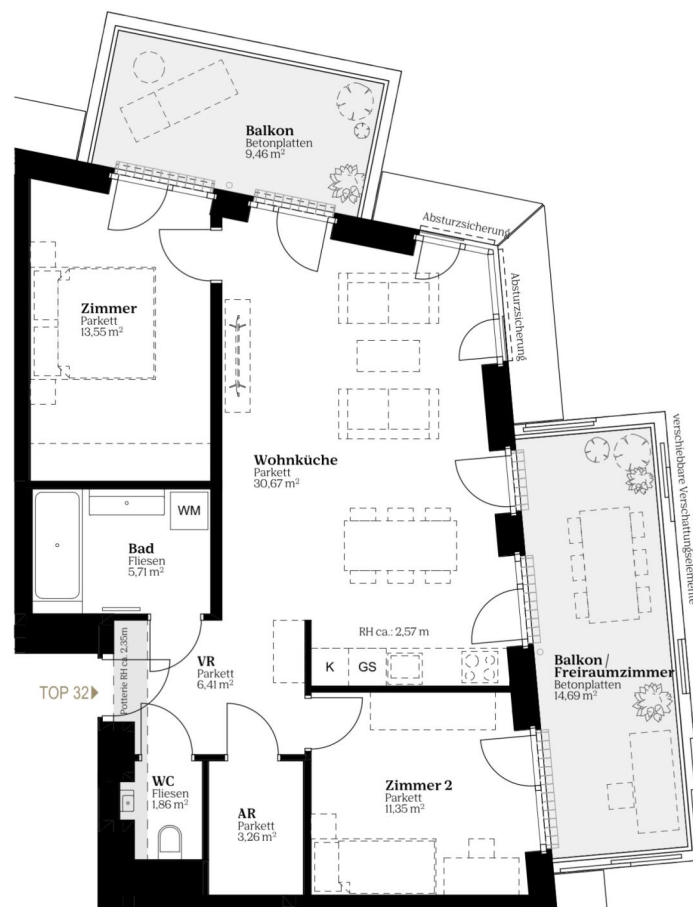 Balkon
Betonplatten
9,46 m²
Absturzsicherung
Absturzsicherung
Zimmer
Parkett
13,55 m²
verschiebbare Verschattungselemente
Wohnküche
Parkett
30,67 m²
WM
Bad
Fliesen
5,71 m²
RH ca.: 2,57 m
K
GS
Potterie RH ca. 2,35m
VR
Parkett
6,41 m²
TOP 32
Balkon/
Freiraumzimmer
Betonplatten
14,69 m²
WC
Fliesen
1,86 m²
AR
Parkett
3,26 m²
Zimmer 2
Parkett
11,35 m²